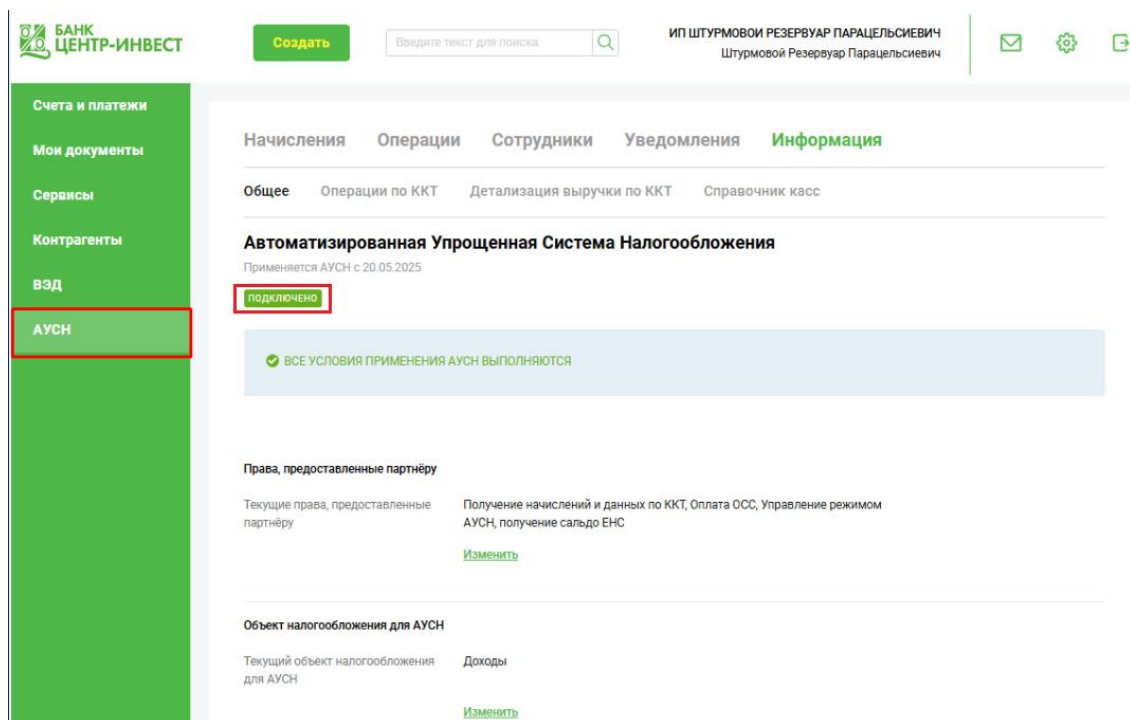 БАНК
ЦЕНТР-ИНВЕСТ
Создать
Введите текст для поиска
ИП ШТУРМОВОЙ РЕЗЕРВУАР ПАРАЦЕЛЬСИЕВИЧ
Штурмовой Резервуар Парацельсиевич
Счета и платежи
Мои документы
Сервисы
Контрагенты
ВЭД
АУСН
Начисления Операции Сотрудники Уведомления Информация
Общее Операции по ККТ Детализация выручки по ККТ Справочник касс
Автоматизированная Упрощенная Система Налогообложения
Применяется АУСН с 20.05.2025
ПОДКЛЮЧЕНО
ВСЕ УСЛОВИЯ ПРИМЕНЕНИЯ АУСН ВЫПОЛНЯЮТСЯ
Права, предоставленные партнёру
Текущие права, предоставленные
партнёру
Получение начислений и данных по ККТ, Оплата ОСС, Управление режимом
АУСН, получение сальдо ЕНС
Изменить
Объект налогообложения для АУСН
Текущий объект налогообложения
для АУСН
Доходы
Изменить